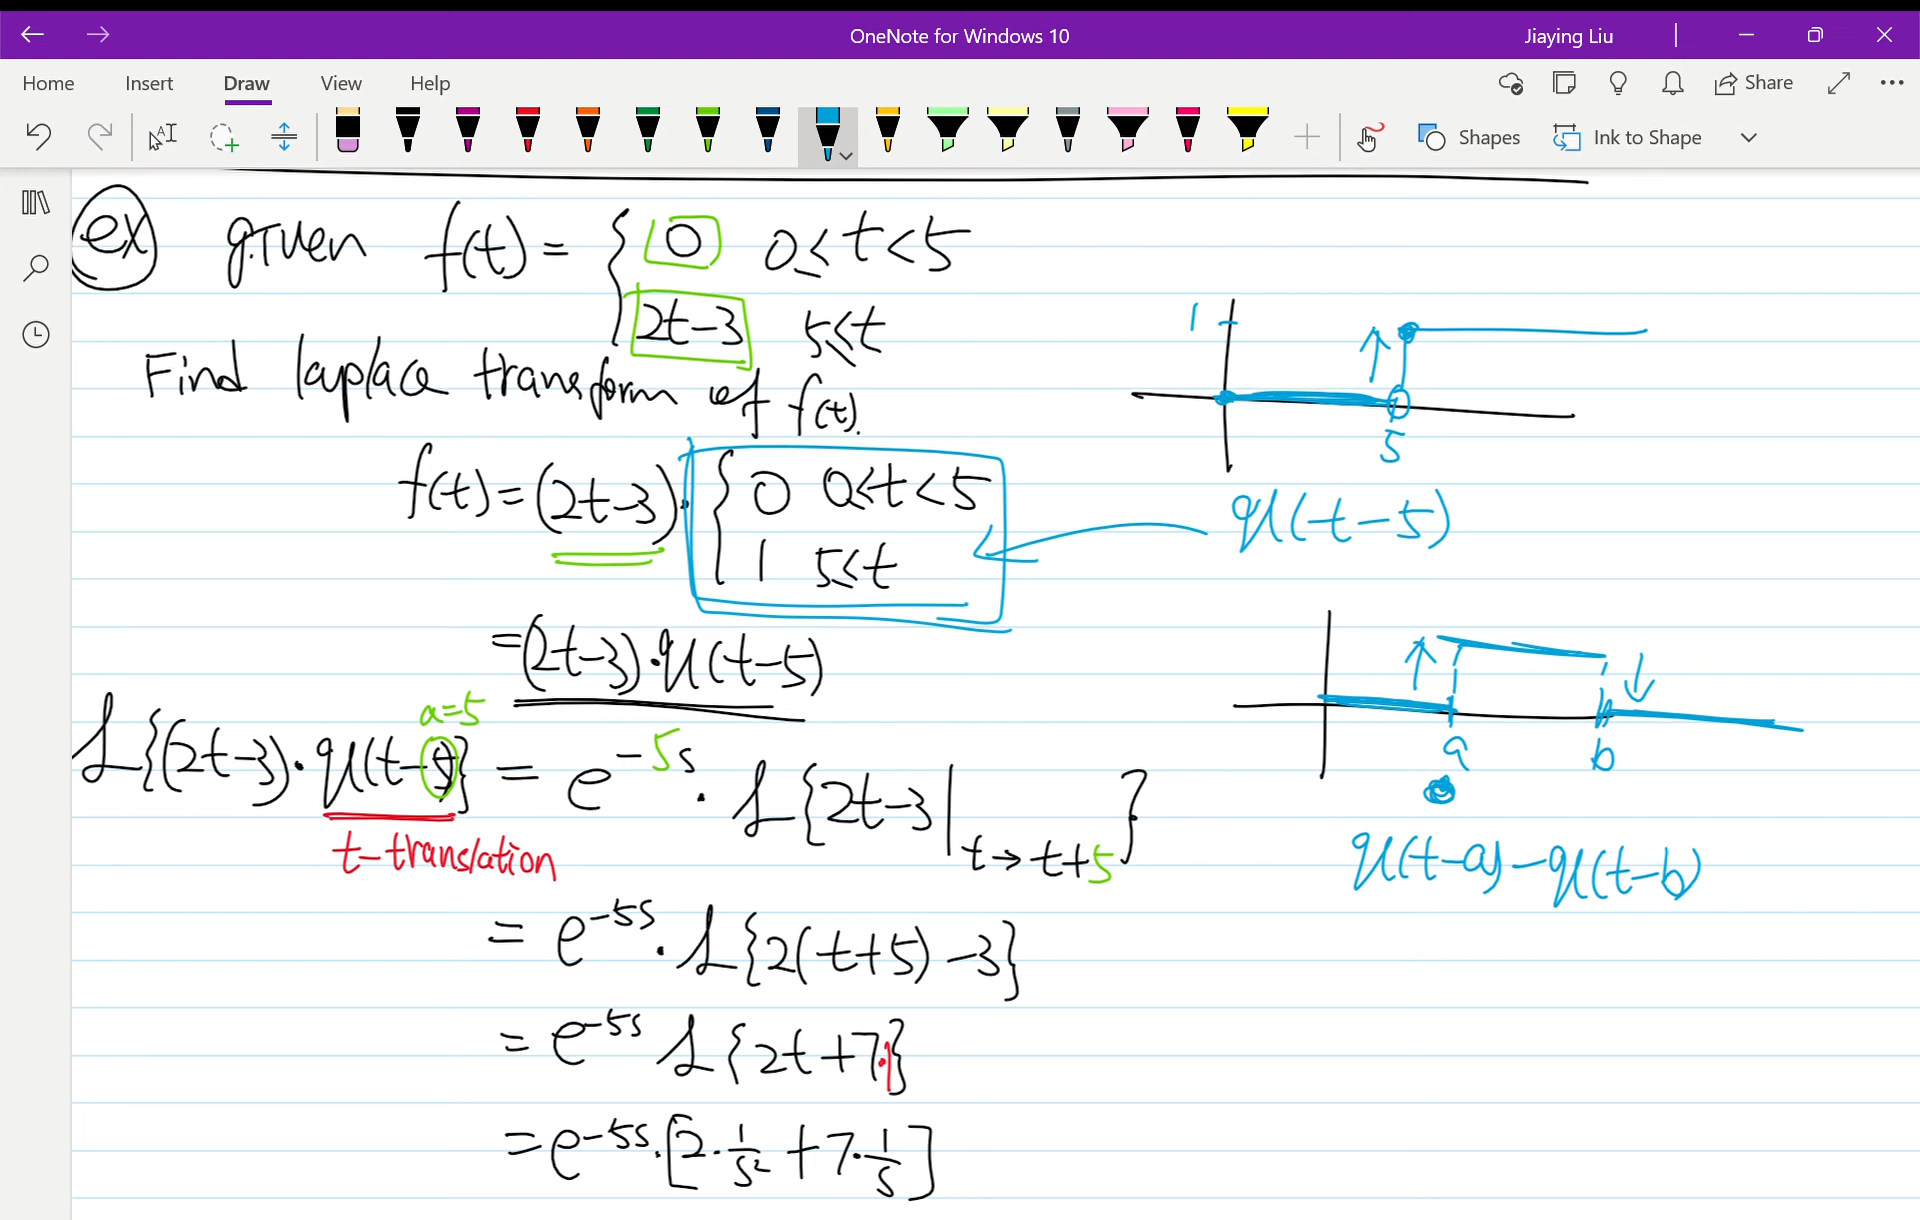 OneNote for Windows 10
Jiaying Liu
Home Insert Draw View Help
Share
Shapes
Ink to Shape
ex given f(t) = { 0 0≤t<5
2t-3 5≤t
Find laplace transform of f(t).
f(t) = (2t-3)· { 0 0≤t<5
1 5≤t
= (2t-3)·u(t-5)
a=5
ℒ{(2t-3)·u(t-5)} = e^{-5s} · ℒ{2t-3|_{t→t+5}}
t-translation
= e^{-5s} · ℒ{2(t+5)-3}
= e^{-5s} ℒ{2t+7·1}
= e^{-5s}·[2·1/s² + 7·1/s]
1
5
u(t-5)
a b
u(t-a)-u(t-b)